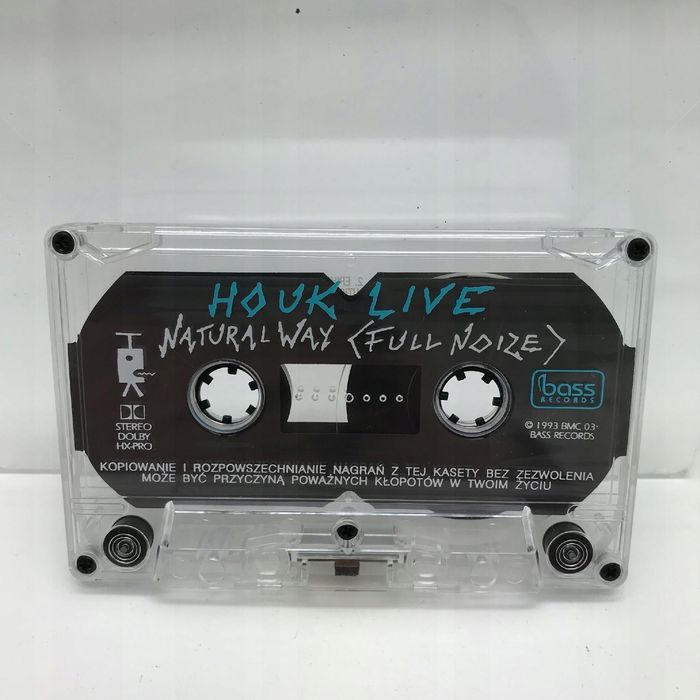 HOUK LIVE
NATURAL WAY <FULL NOIZE>
bass
RECORDS
STEREO
DOLBY
HX-PRO
© 1993 BMC 03·
BASS RECORDS
KOPIOWANIE I ROZPOWSZECHNIANIE NAGRAŃ Z TEJ KASETY BEZ ZEZWOLENIA
MOŻE BYĆ PRZYCZYNĄ POWAŻNYCH KŁOPOTÓW W TWOIM ŻYCIU